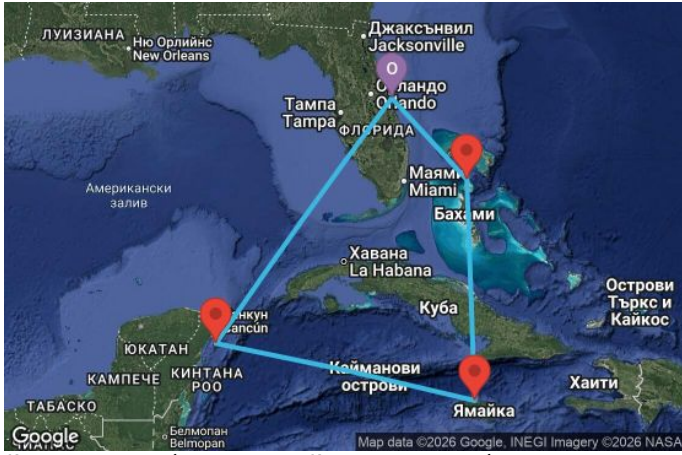 ЛУИЗИАНА
Ню Орлийнс
New Orleans
Джаксънвил
Jacksonville
О
Орландо
Orlando
Тампа
Tampa
ФЛОРИДА
Маями
Miami
Американски
залив
Бахами
Хавана
La Habana
Куба
Острови
Търкс и
Кайкос
нкун
ancún
ЮКАТАН
КАМПЕЧЕ
КИНТАНА
РОО
Кайманови
острови
Хаити
ТАБАСКО
Ямайка
Белмопан
Belmopan
Google
Map data ©2026 Google, INEGI Imagery ©2026 NASA